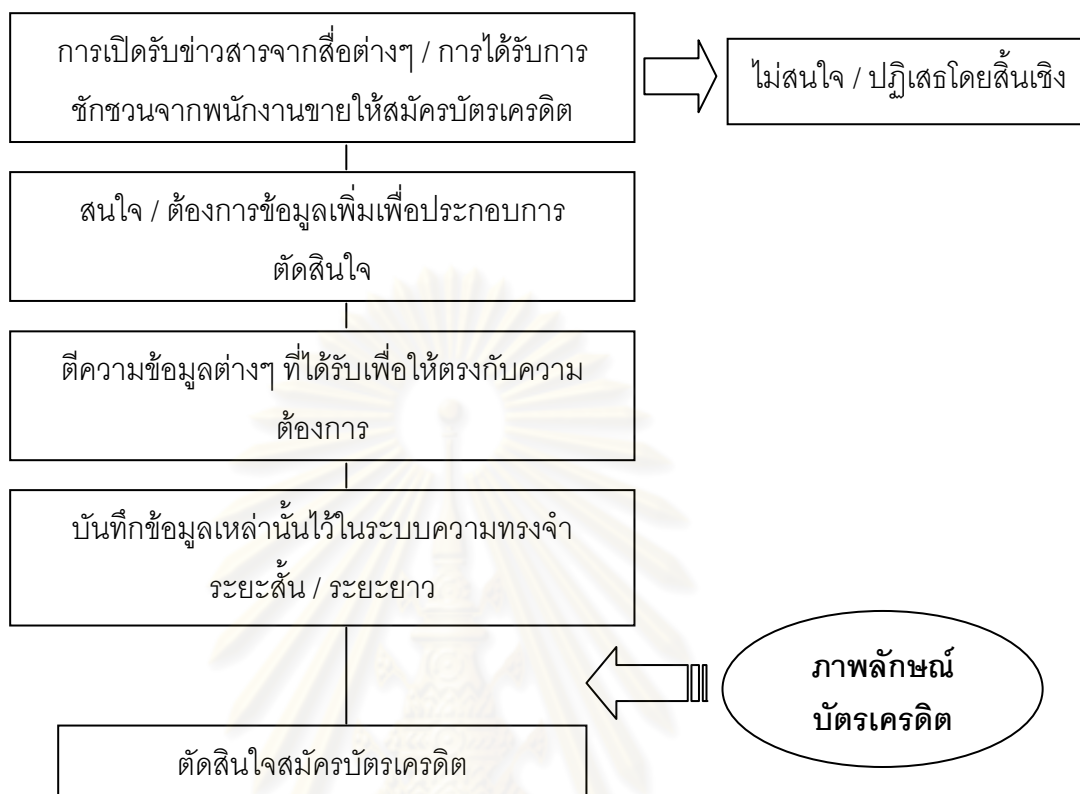 การเปิดรับข่าวสารจากสื่อต่างๆ / การได้รับการ
ชักชวนจากพนักงานขายให้สมัครบัตรเครดิต
ไม่สนใจ / ปฏิเสธโดยสิ้นเชิง
สนใจ / ต้องการข้อมูลเพิ่มเพื่อประกอบการ
ตัดสินใจ
ตีความข้อมูลต่างๆ ที่ได้รับเพื่อให้ตรงกับความ
ต้องการ
บันทึกข้อมูลเหล่านั้นไว้ในระบบความทรงจำ
ระยะสั้น / ระยะยาว
ภาพลักษณ์
บัตรเครดิต
ตัดสินใจสมัครบัตรเครดิต